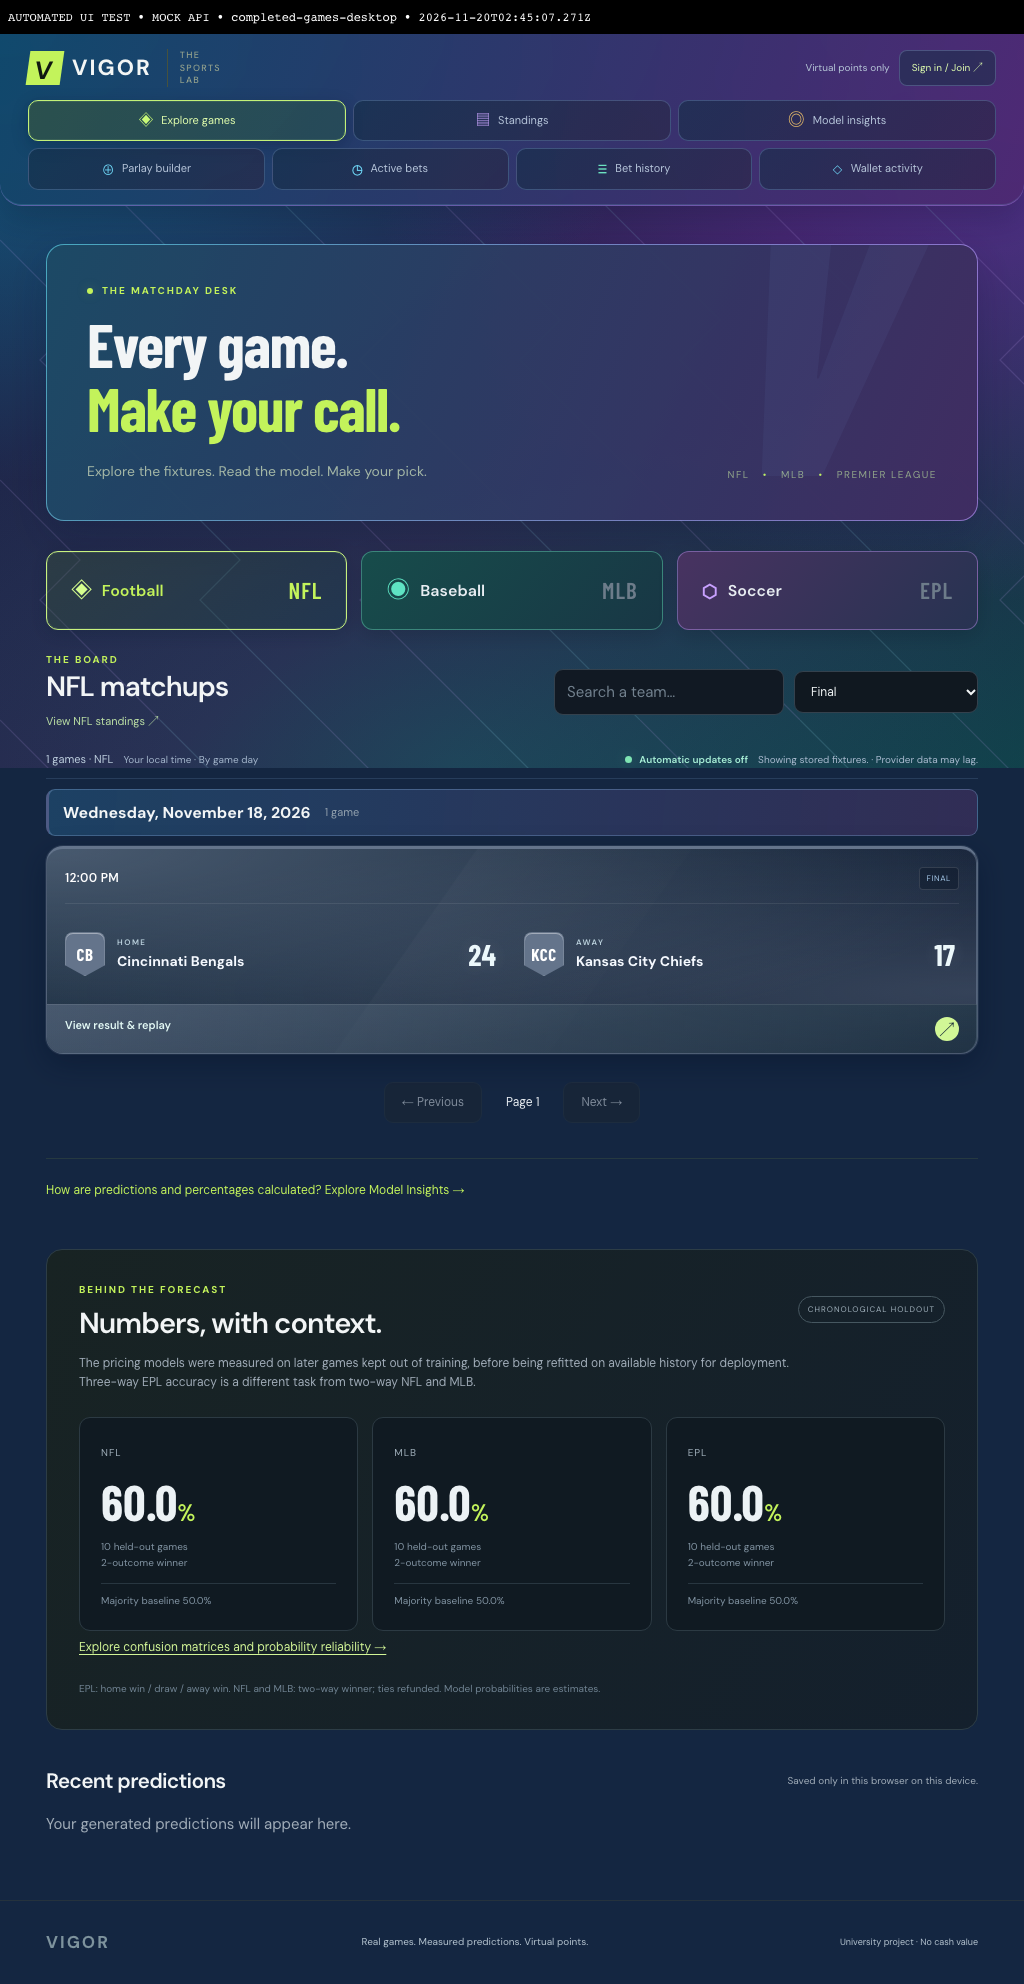 AUTOMATED UI TEST • MOCK API • completed-games-desktop • 2026-11-20T02:45:07.271Z
V VIGOR
THE
SPORTS
LAB
Virtual points only
Sign in / Join ↗
Explore games
Standings
Model insights
Parlay builder
Active bets
Bet history
Wallet activity
THE MATCHDAY DESK
Every game.
Make your call.
Explore the fixtures. Read the model. Make your pick.
NFL • MLB • PREMIER LEAGUE
Football NFL
Baseball MLB
Soccer EPL
THE BOARD
NFL matchups
View NFL standings ↗
Search a team...
Final
1 games · NFL Your local time · By game day
Automatic updates off Showing stored fixtures. · Provider data may lag.
Wednesday, November 18, 2026 1 game
12:00 PM
FINAL
CB
HOME
Cincinnati Bengals
24
KCC
AWAY
Kansas City Chiefs
17
View result & replay ↗
← Previous Page 1 Next →
How are predictions and percentages calculated? Explore Model Insights →
BEHIND THE FORECAST
Numbers, with context.
CHRONOLOGICAL HOLDOUT
The pricing models were measured on later games kept out of training, before being refitted on available history for deployment.
Three-way EPL accuracy is a different task from two-way NFL and MLB.
NFL
60.0%
10 held-out games
2-outcome winner
Majority baseline 50.0%
MLB
60.0%
10 held-out games
2-outcome winner
Majority baseline 50.0%
EPL
60.0%
10 held-out games
2-outcome winner
Majority baseline 50.0%
Explore confusion matrices and probability reliability →
EPL: home win / draw / away win. NFL and MLB: two-way winner; ties refunded. Model probabilities are estimates.
Recent predictions
Saved only in this browser on this device.
Your generated predictions will appear here.
VIGOR
Real games. Measured predictions. Virtual points.
University project · No cash value